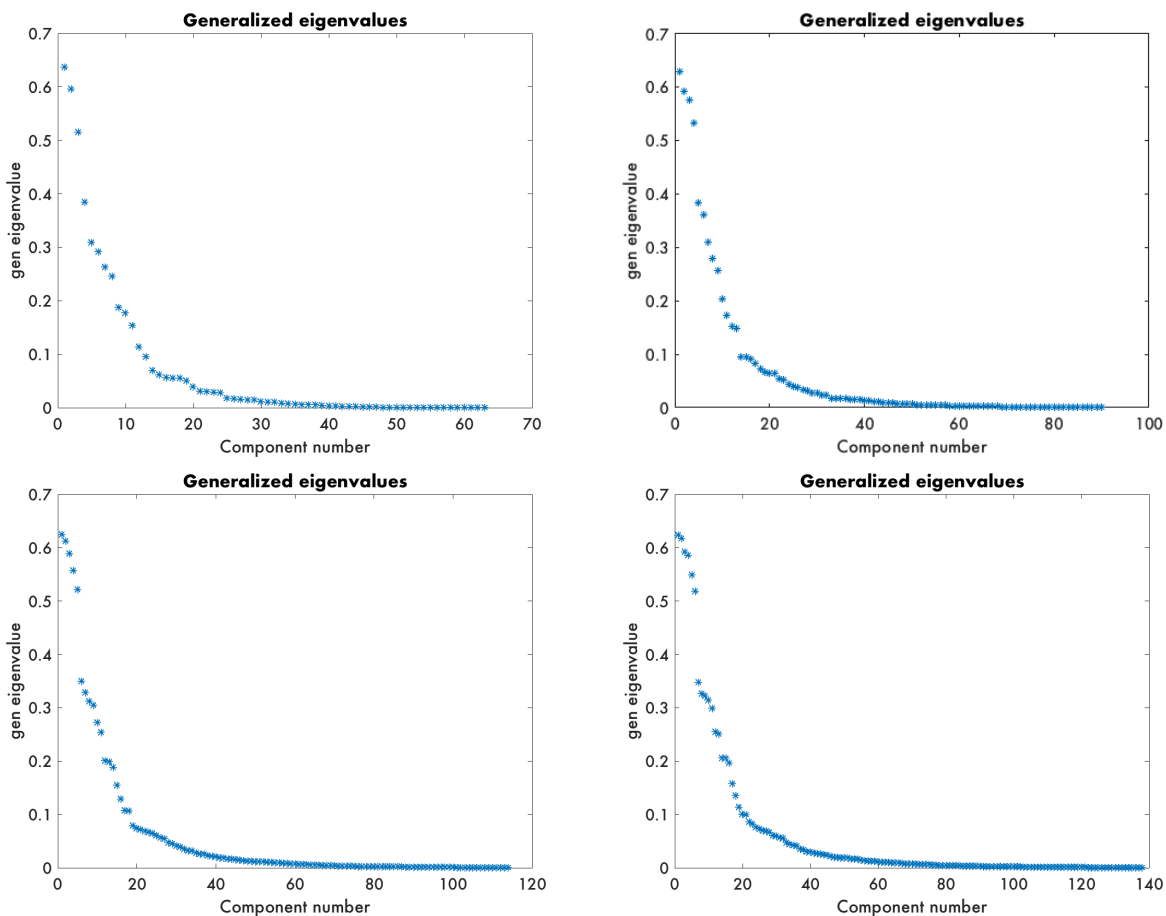 Generalized eigenvalues
0.7
0.6
0.5
0.4
0.3
0.2
0.1
0
gen eigenvalue
0 10 20 30 40 50 60 70
Component number
Generalized eigenvalues
0.7
0.6
0.5
0.4
0.3
0.2
0.1
0
gen eigenvalue
0 20 40 60 80 100
Component number
Generalized eigenvalues
0.7
0.6
0.5
0.4
0.3
0.2
0.1
0
gen eigenvalue
0 20 40 60 80 100 120
Component number
Generalized eigenvalues
0.7
0.6
0.5
0.4
0.3
0.2
0.1
0
gen eigenvalue
0 20 40 60 80 100 120 140
Component number